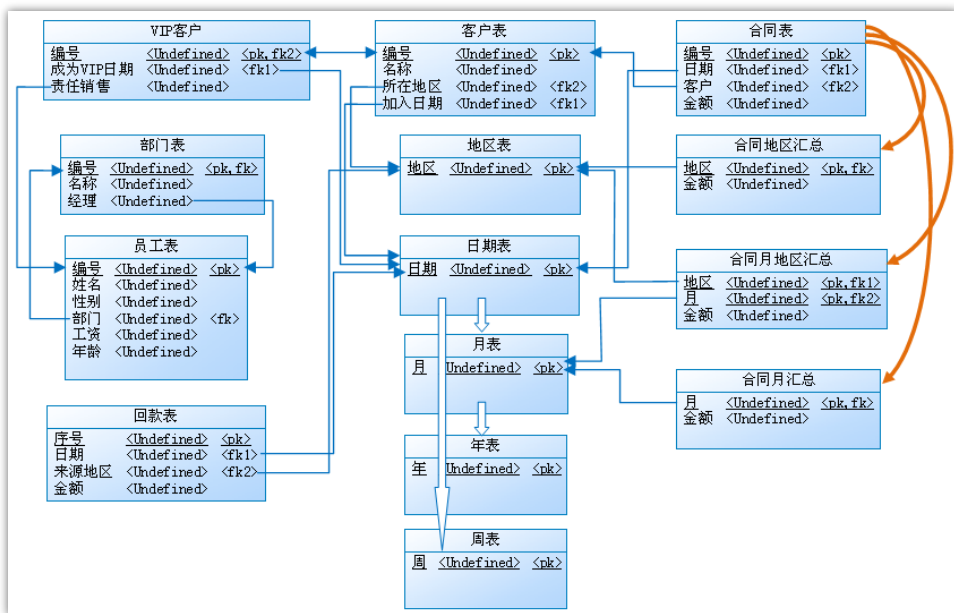 VIP客户
编号 <Undefined> <pk,fk2>
成为VIP日期 <Undefined> <fk1>
责任销售 <Undefined>
客户表
编号 <Undefined> <pk>
名称 <Undefined>
所在地区 <Undefined> <fk2>
加入日期 <Undefined> <fk1>
合同表
编号 <Undefined> <pk>
日期 <Undefined> <fk1>
客户 <Undefined> <fk2>
金额 <Undefined>
部门表
编号 <Undefined> <pk,fk>
名称 <Undefined>
经理 <Undefined>
地区表
地区 <Undefined> <pk>
合同地区汇总
地区 <Undefined> <pk,fk>
金额 <Undefined>
员工表
编号 <Undefined> <pk>
姓名 <Undefined>
性别 <Undefined>
部门 <Undefined> <fk>
工资 <Undefined>
年龄 <Undefined>
日期表
日期 <Undefined> <pk>
合同月地区汇总
地区 <Undefined> <pk,fk1>
月 <Undefined> <pk,fk2>
金额 <Undefined>
月表
月 Undefined> <pk>
合同月汇总
月 <Undefined> <pk,fk>
金额 <Undefined>
回款表
序号 <Undefined> <pk>
日期 <Undefined> <fk1>
来源地区 <Undefined> <fk2>
金额 <Undefined>
年表
年 Undefined> <pk>
周表
周 <Undefined> <pk>